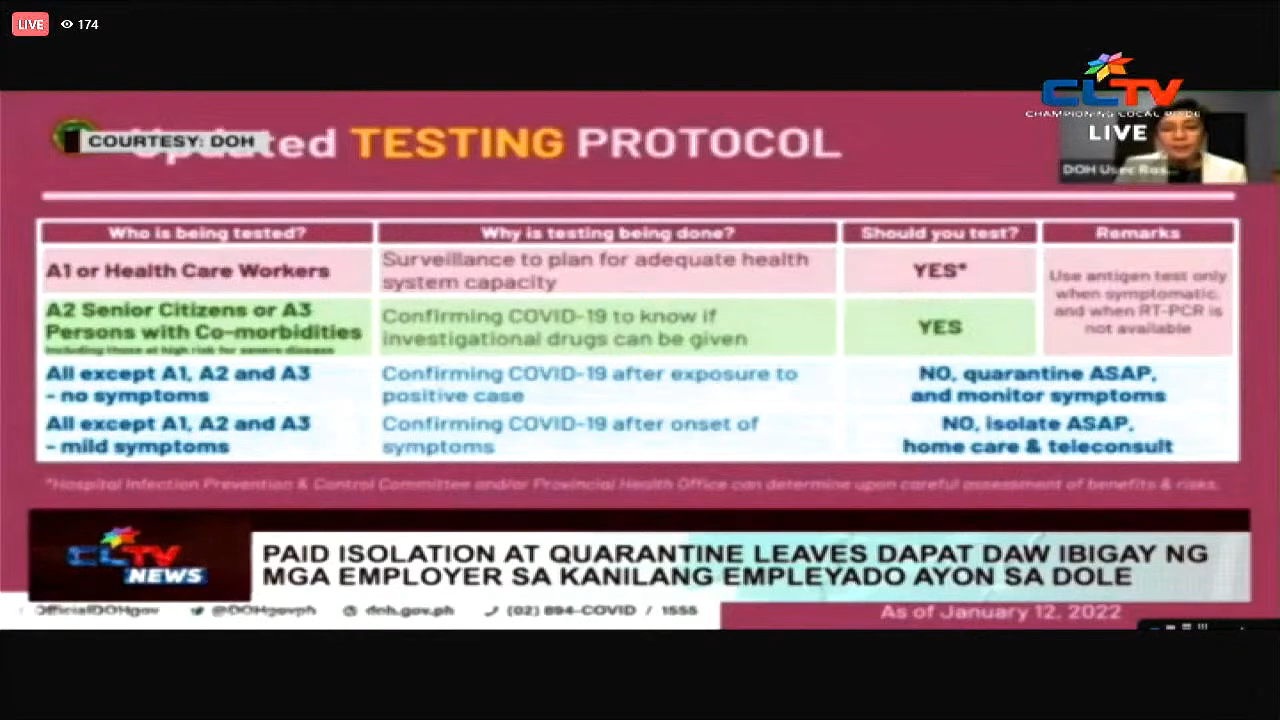 LIVE 174
CLTV
CHAMPIONING LOCAL PRIDE
LIVE
DOH Usec Ros...
COURTESY: DOH
Updated TESTING PROTOCOL
Who is being tested? Why is testing being done? Should you test? Remarks
A1 or Health Care Workers
Surveillance to plan for adequate health
system capacity
YES*
Use antigen test only
when symptomatic,
and when RT-PCR is
not available
A2 Senior Citizens or A3
Persons with Co-morbidities
including those at high risk for severe disease
Confirming COVID-19 to know if
investigational drugs can be given
YES
All except A1, A2 and A3
- no symptoms
Confirming COVID-19 after exposure to
positive case
NO, quarantine ASAP,
and monitor symptoms
All except A1, A2 and A3
- mild symptoms
Confirming COVID-19 after onset of
symptoms
NO, isolate ASAP,
home care & teleconsult
*Hospital Infection Prevention & Control Committee and/or Provincial Health Office can determine upon careful assessment of benefits & risks.
CLTV
NEWS
PAID ISOLATION AT QUARANTINE LEAVES DAPAT DAW IBIGAY NG
MGA EMPLOYER SA KANILANG EMPLEYADO AYON SA DOLE
OfficialDOHgov @DOHgovph doh.gov.ph (02) 894-COVID / 1555
As of January 12, 2022